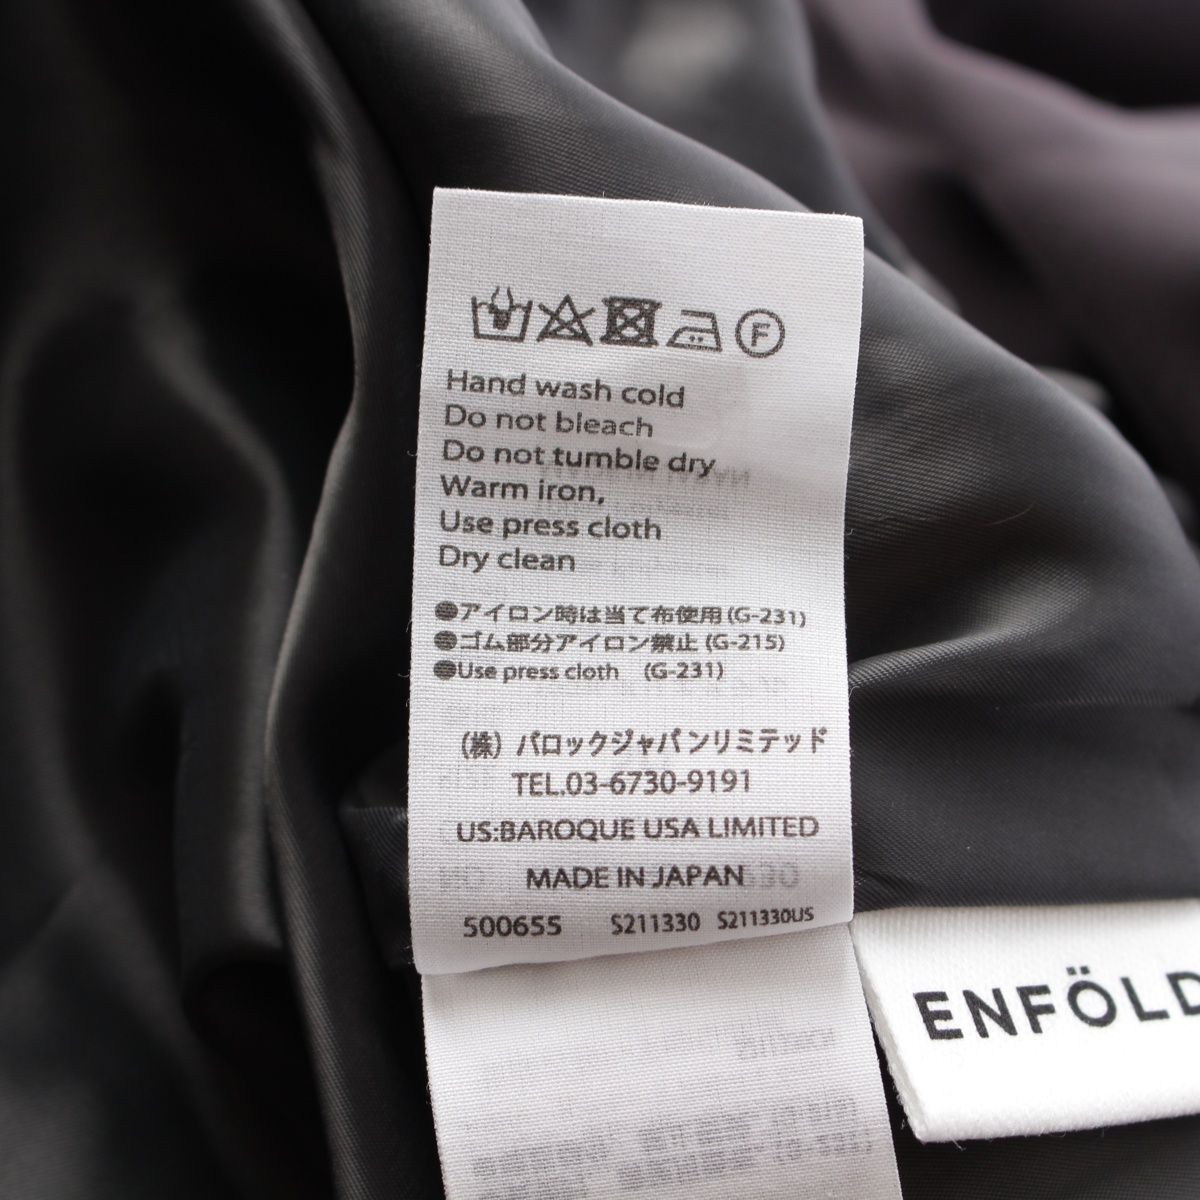 F
Hand wash cold
Do not bleach
Do not tumble dry
Warm iron,
Use press cloth
Dry clean
●アイロン時は当て布使用(G-231)
●ゴム部分アイロン禁止(G-215)
●Use press cloth (G-231)
(株) バロックジャパンリミテッド
TEL.03-6730-9191
US:BAROQUE USA LIMITED
MADE IN JAPAN
500655 S211330 S211330US
ENFÖLD